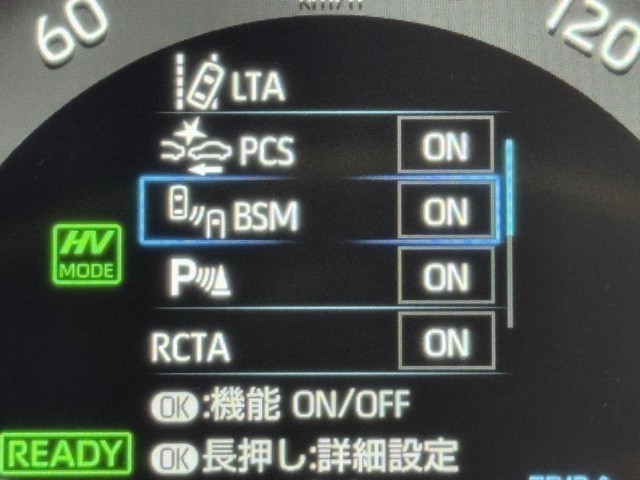 km/h
60
120
LTA
PCS ON
BSM ON
HV
MODE
P ON
RCTA ON
OK:機能 ON/OFF
READY
OK長押し:詳細設定